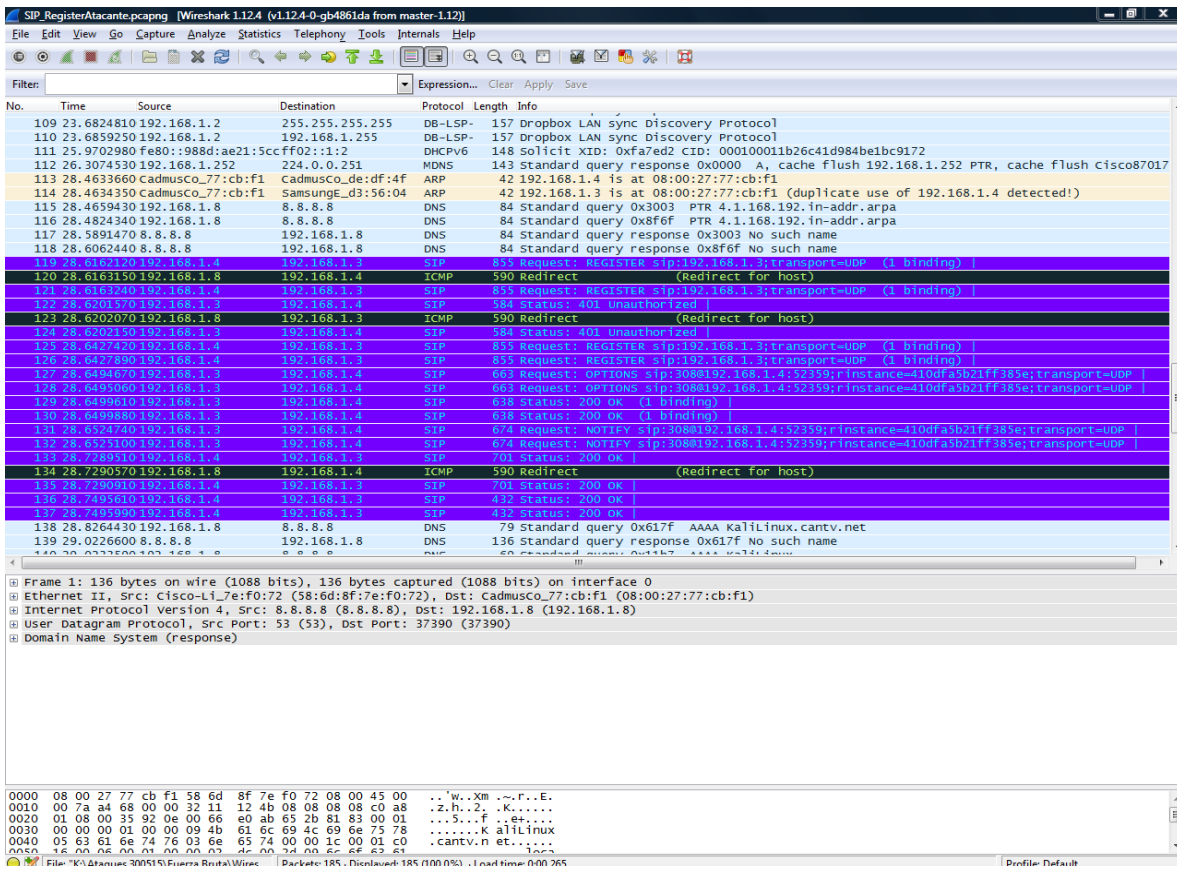 SIP_RegisterAtacante.pcapng [Wireshark 1.12.4 (v1.12.4-0-gb4861da from master-1.12)]
File Edit View Go Capture Analyze Statistics Telephony Tools Internals Help
Filter: Expression... Clear Apply Save
No. Time Source Destination Protocol Length Info
109 23.6824810 192.168.1.2 255.255.255.255 DB-LSP- 157 Dropbox LAN sync Discovery Protocol
110 23.6859250 192.168.1.2 192.168.1.255 DB-LSP- 157 Dropbox LAN sync Discovery Protocol
111 25.9702980 fe80::988d:ae21:5cc ff02::1:2 DHCPv6 148 Solicit XID: 0xfa7ed2 CID: 000100011b26c41d984be1bc9172
112 26.3074530 192.168.1.252 224.0.0.251 MDNS 143 Standard query response 0x0000 A, cache flush 192.168.1.252 PTR, cache flush Cisco87017
113 28.4633660 CadmusCo_77:cb:f1 CadmusCo_de:df:4f ARP 42 192.168.1.4 is at 08:00:27:77:cb:f1
114 28.4634350 CadmusCo_77:cb:f1 SamsungE_d3:56:04 ARP 42 192.168.1.3 is at 08:00:27:77:cb:f1 (duplicate use of 192.168.1.4 detected!)
115 28.4659430 192.168.1.8 8.8.8.8 DNS 84 Standard query 0x3003 PTR 4.1.168.192.in-addr.arpa
116 28.4824340 192.168.1.8 8.8.8.8 DNS 84 Standard query 0x8f6f PTR 4.1.168.192.in-addr.arpa
117 28.5891470 8.8.8.8 192.168.1.8 DNS 84 Standard query response 0x3003 No such name
118 28.6062440 8.8.8.8 192.168.1.8 DNS 84 Standard query response 0x8f6f No such name
119 28.6162120 192.168.1.4 192.168.1.3 SIP 855 Request: REGISTER sip:192.168.1.3;transport=UDP (1 binding) |
120 28.6163150 192.168.1.8 192.168.1.4 ICMP 590 Redirect (Redirect for host)
121 28.6163240 192.168.1.4 192.168.1.3 SIP 855 Request: REGISTER sip:192.168.1.3;transport=UDP (1 binding) |
122 28.6201570 192.168.1.3 192.168.1.4 SIP 584 Status: 401 Unauthorized |
123 28.6202070 192.168.1.8 192.168.1.3 ICMP 590 Redirect (Redirect for host)
124 28.6202150 192.168.1.3 192.168.1.4 SIP 584 Status: 401 Unauthorized |
125 28.6427420 192.168.1.4 192.168.1.3 SIP 855 Request: REGISTER sip:192.168.1.3;transport=UDP (1 binding) |
126 28.6427890 192.168.1.4 192.168.1.3 SIP 855 Request: REGISTER sip:192.168.1.3;transport=UDP (1 binding) |
127 28.6494670 192.168.1.3 192.168.1.4 SIP 663 Request: OPTIONS sip:308@192.168.1.4:52359;rinstance=410dfa5b21ff385e;transport=UDP |
128 28.6495060 192.168.1.3 192.168.1.4 SIP 663 Request: OPTIONS sip:308@192.168.1.4:52359;rinstance=410dfa5b21ff385e;transport=UDP |
129 28.6499610 192.168.1.3 192.168.1.4 SIP 638 Status: 200 OK (1 binding) |
130 28.6499880 192.168.1.3 192.168.1.4 SIP 638 Status: 200 OK (1 binding) |
131 28.6524740 192.168.1.3 192.168.1.4 SIP 674 Request: NOTIFY sip:308@192.168.1.4:52359;rinstance=410dfa5b21ff385e;transport=UDP |
132 28.6525100 192.168.1.3 192.168.1.4 SIP 674 Request: NOTIFY sip:308@192.168.1.4:52359;rinstance=410dfa5b21ff385e;transport=UDP |
133 28.7289510 192.168.1.4 192.168.1.3 SIP 701 Status: 200 OK |
134 28.7290570 192.168.1.8 192.168.1.4 ICMP 590 Redirect (Redirect for host)
135 28.7290910 192.168.1.4 192.168.1.3 SIP 701 Status: 200 OK |
136 28.7495610 192.168.1.4 192.168.1.3 SIP 432 Status: 200 OK |
137 28.7495990 192.168.1.4 192.168.1.3 SIP 432 Status: 200 OK |
138 28.8264430 192.168.1.8 8.8.8.8 DNS 79 Standard query 0x617f AAAA KaliLinux.cantv.net
139 29.0226600 8.8.8.8 192.168.1.8 DNS 136 Standard query response 0x617f No such name
Frame 1: 136 bytes on wire (1088 bits), 136 bytes captured (1088 bits) on interface 0
Ethernet II, Src: Cisco-Li_7e:f0:72 (58:6d:8f:7e:f0:72), Dst: CadmusCo_77:cb:f1 (08:00:27:77:cb:f1)
Internet Protocol Version 4, Src: 8.8.8.8 (8.8.8.8), Dst: 192.168.1.8 (192.168.1.8)
User Datagram Protocol, Src Port: 53 (53), Dst Port: 37390 (37390)
Domain Name System (response)
0000 08 00 27 77 cb f1 58 6d 8f 7e f0 72 08 00 45 00 ..'w..Xm .~.r..E.
0010 00 7a a4 68 00 00 32 11 12 4b 08 08 08 08 c0 a8 .z.h..2. .K......
0020 01 08 00 35 92 0e 00 66 e0 ab 65 2b 81 83 00 01 ...5...f ..e+....
0030 00 00 00 01 00 00 09 4b 61 6c 69 4c 69 6e 75 78 .......K aliLinux
0040 05 63 61 6e 74 76 03 6e 65 74 00 00 1c 00 01 c0 .cantv.n et......
File: "K:\Ataques 300515\Fuerza Bruta\Wires... Packets: 185 · Displayed: 185 (100.0%) · Load time: 0:00.265 Profile: Default